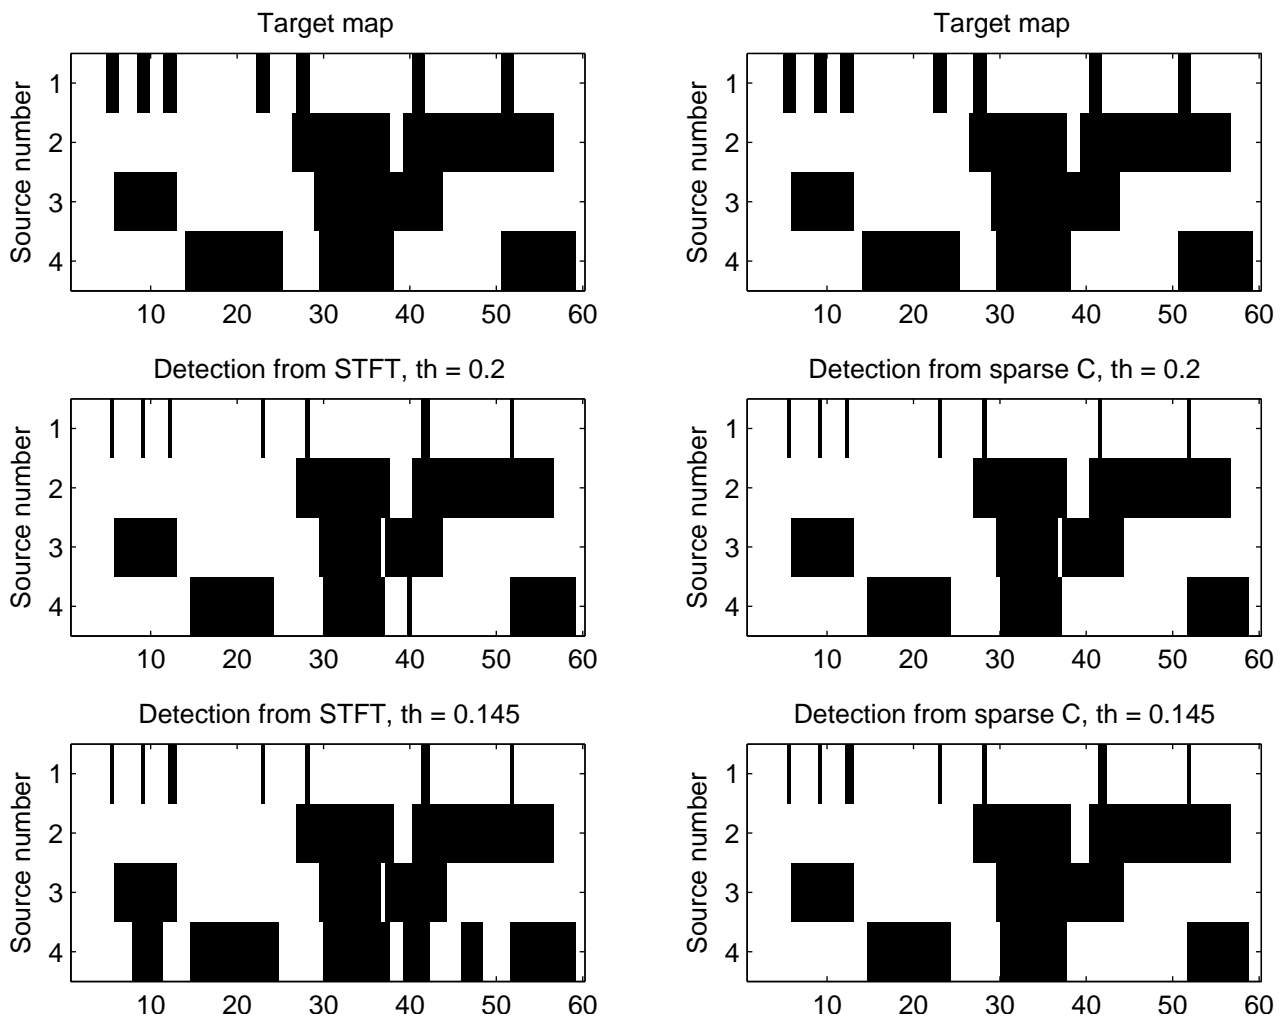 Target map
Source number
1
2
3
4
10 20 30 40 50 60
Target map
Source number
1
2
3
4
10 20 30 40 50 60
Detection from STFT, th = 0.2
Source number
1
2
3
4
10 20 30 40 50 60
Detection from sparse C, th = 0.2
Source number
1
2
3
4
10 20 30 40 50 60
Detection from STFT, th = 0.145
Source number
1
2
3
4
10 20 30 40 50 60
Detection from sparse C, th = 0.145
Source number
1
2
3
4
10 20 30 40 50 60